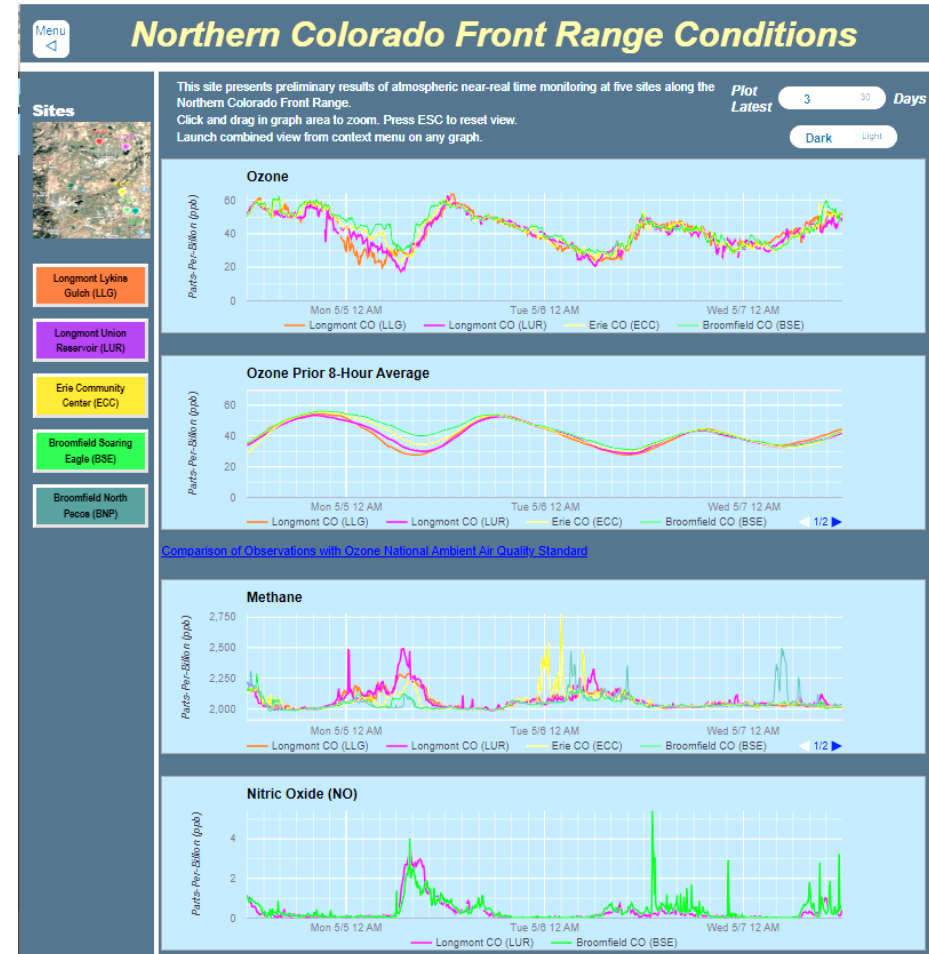 Menu
Northern Colorado Front Range Conditions
Sites
Longmont Lykins
Gulch (LLG)
Longmont Union
Reservoir (LUR)
Erie Community
Center (ECC)
Broomfield Soaring
Eagle (BSE)
Broomfield North
Pecos (BNP)
This site presents preliminary results of atmospheric near-real time monitoring at five sites along the
Northern Colorado Front Range.
Click and drag in graph area to zoom. Press ESC to reset view.
Launch combined view from context menu on any graph.
Plot
Latest
3 30 Days
Dark Light
Ozone
Parts-Per-Billion (ppb)
60
40
20
0
Mon 5/5 12 AM Tue 5/6 12 AM Wed 5/7 12 AM
Longmont CO (LLG) Longmont CO (LUR) Erie CO (ECC) Broomfield CO (BSE)
Ozone Prior 8-Hour Average
Parts-Per-Billion (ppb)
60
40
20
0
Mon 5/5 12 AM Tue 5/6 12 AM Wed 5/7 12 AM
Longmont CO (LLG) Longmont CO (LUR) Erie CO (ECC) Broomfield CO (BSE) 1/2
Comparison of Observations with Ozone National Ambient Air Quality Standard
Methane
Parts-Per-Billion (ppb)
2,750
2,500
2,250
2,000
Mon 5/5 12 AM Tue 5/6 12 AM Wed 5/7 12 AM
Longmont CO (LLG) Longmont CO (LUR) Erie CO (ECC) Broomfield CO (BSE) 1/2
Nitric Oxide (NO)
Parts-Per-Billion (ppb)
4
2
0
Mon 5/5 12 AM Tue 5/6 12 AM Wed 5/7 12 AM
Longmont CO (LUR) Broomfield CO (BSE)